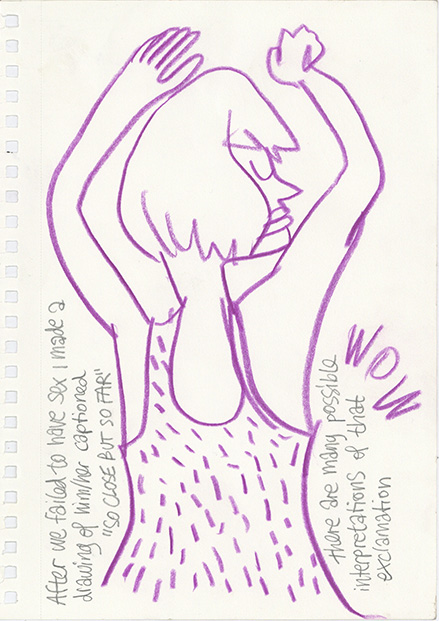 After we failed to have sex I made a
drawing of him/her captioned
"SO CLOSE BUT SO FAR"
WOW
there are many possible
interpretations of that
exclamation